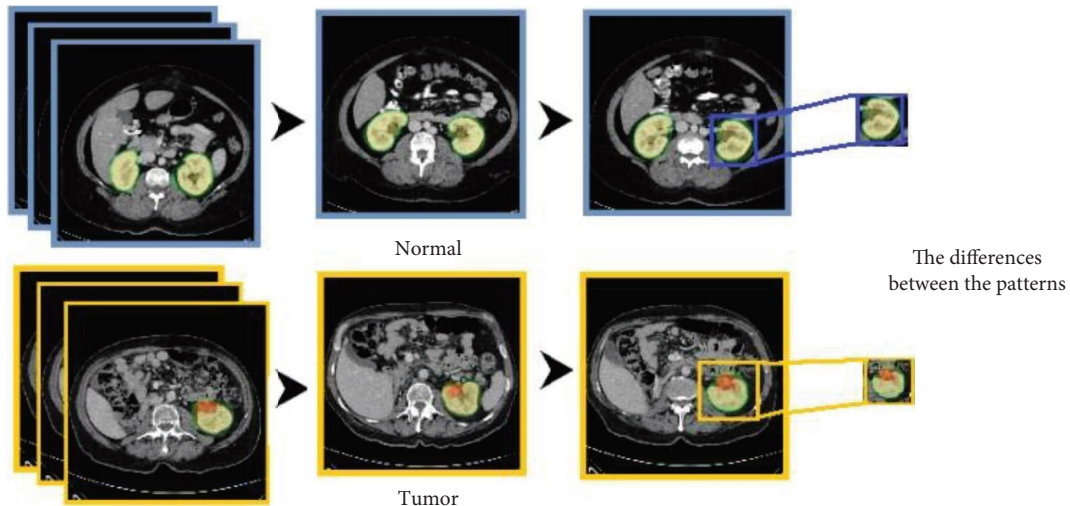 Normal
The differences
between the patterns
Tumor